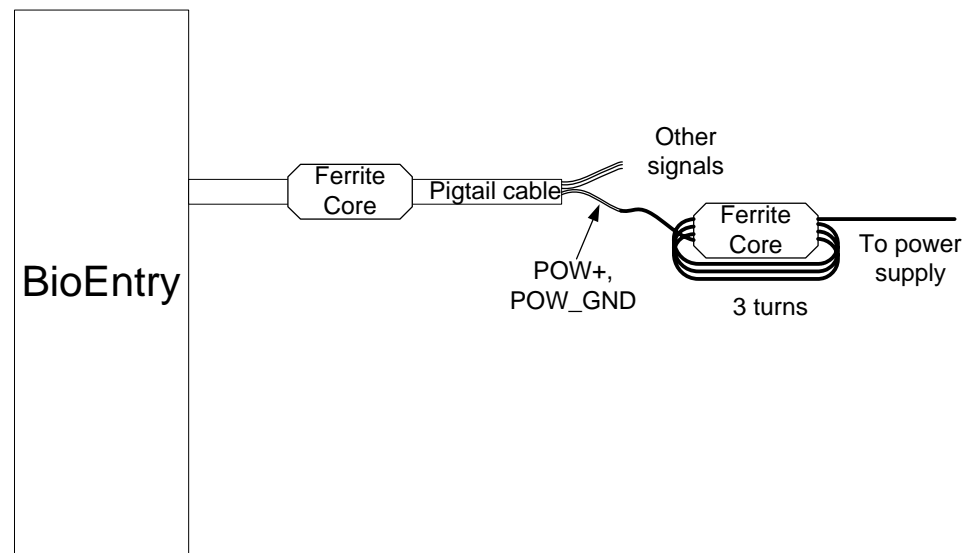 BioEntry
Ferrite
Core
Pigtail cable
Other
signals
POW+,
POW_GND
Ferrite
Core
3 turns
To power
supply